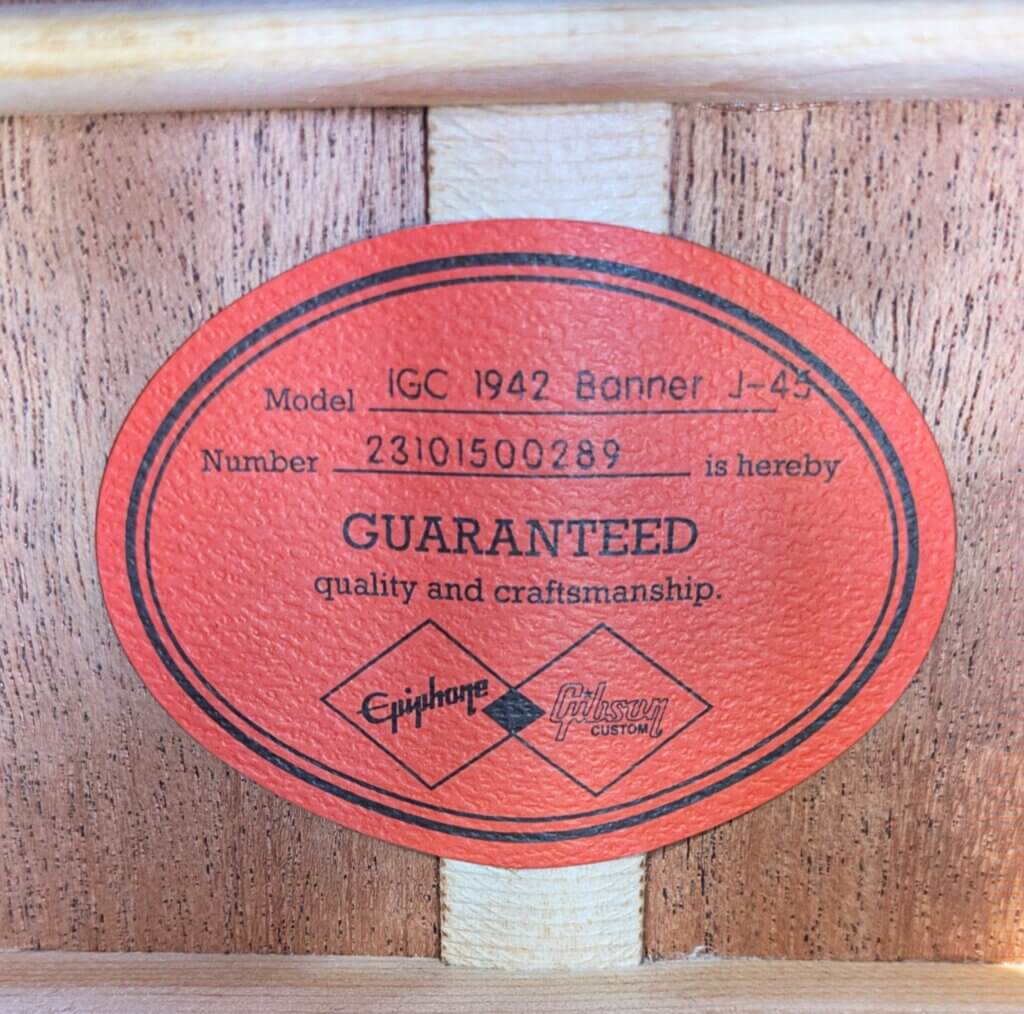 Model IGC 1942 Banner J-45
Number 23101500289 is hereby
GUARANTEED
quality and craftsmanship.
Epiphone Gibson
CUSTOM